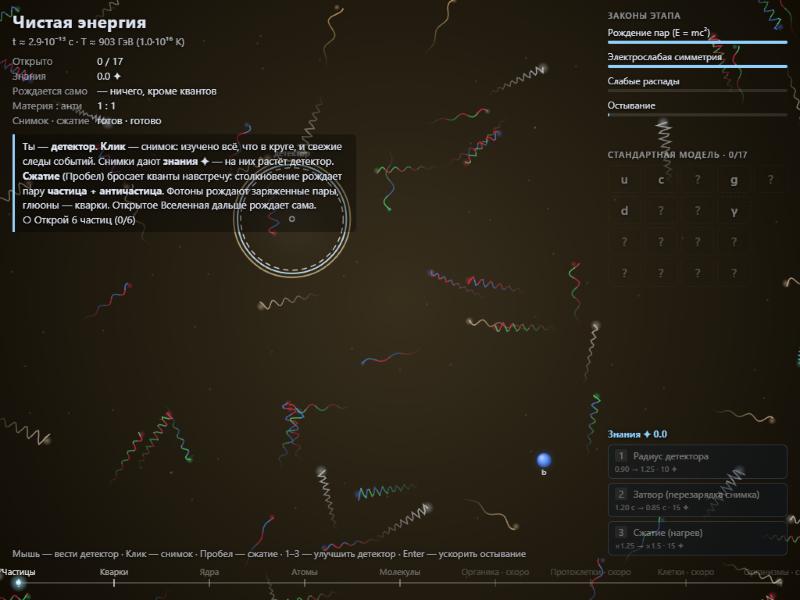 Чистая энергия
t ≈ 2.9·10⁻¹³ с · T ≈ 903 ГэВ (1.0·10¹⁶ K)
Открыто 0 / 17
Знания 0.0 ✦
Рождается само — ничего, кроме квантов
Материя : анти 1 : 1
Снимок · сжатие готов · готово
Ты — детектор. Клик — снимок: изучено всё, что в круге, и свежие
следы событий. Снимки дают знания ✦ — на них растёт детектор.
Сжатие (Пробел) бросает кванты навстречу: столкновение рождает
пару частица + античастица. Фотоны рождают заряженные пары,
глюоны — кварки. Открытое Вселенная дальше рождает сама.
○ Открой 6 частиц (0/6)
b
ЗАКОНЫ ЭТАПА
Рождение пар (E = mc²)
Электрослабая симметрия
Слабые распады
Остывание
СТАНДАРТНАЯ МОДЕЛЬ · 0/17
u c ? g ?
d ? ? γ
? ? ? ?
? ? ? ?
Знания ✦ 0.0
1 Радиус детектора
0.90 → 1.25 · 10 ✦
2 Затвор (перезарядка снимка)
1.20 с → 0.85 с · 15 ✦
3 Сжатие (нагрев)
×1.25 → ×1.5 · 15 ✦
Мышь — вести детектор · Клик — снимок · Пробел — сжатие · 1–3 — улучшить детектор · Enter — ускорить остывание
Частицы Кварки Ядра Атомы Молекулы Органика · скоро Протоклетки · скоро Клетки · скоро Организмы · с